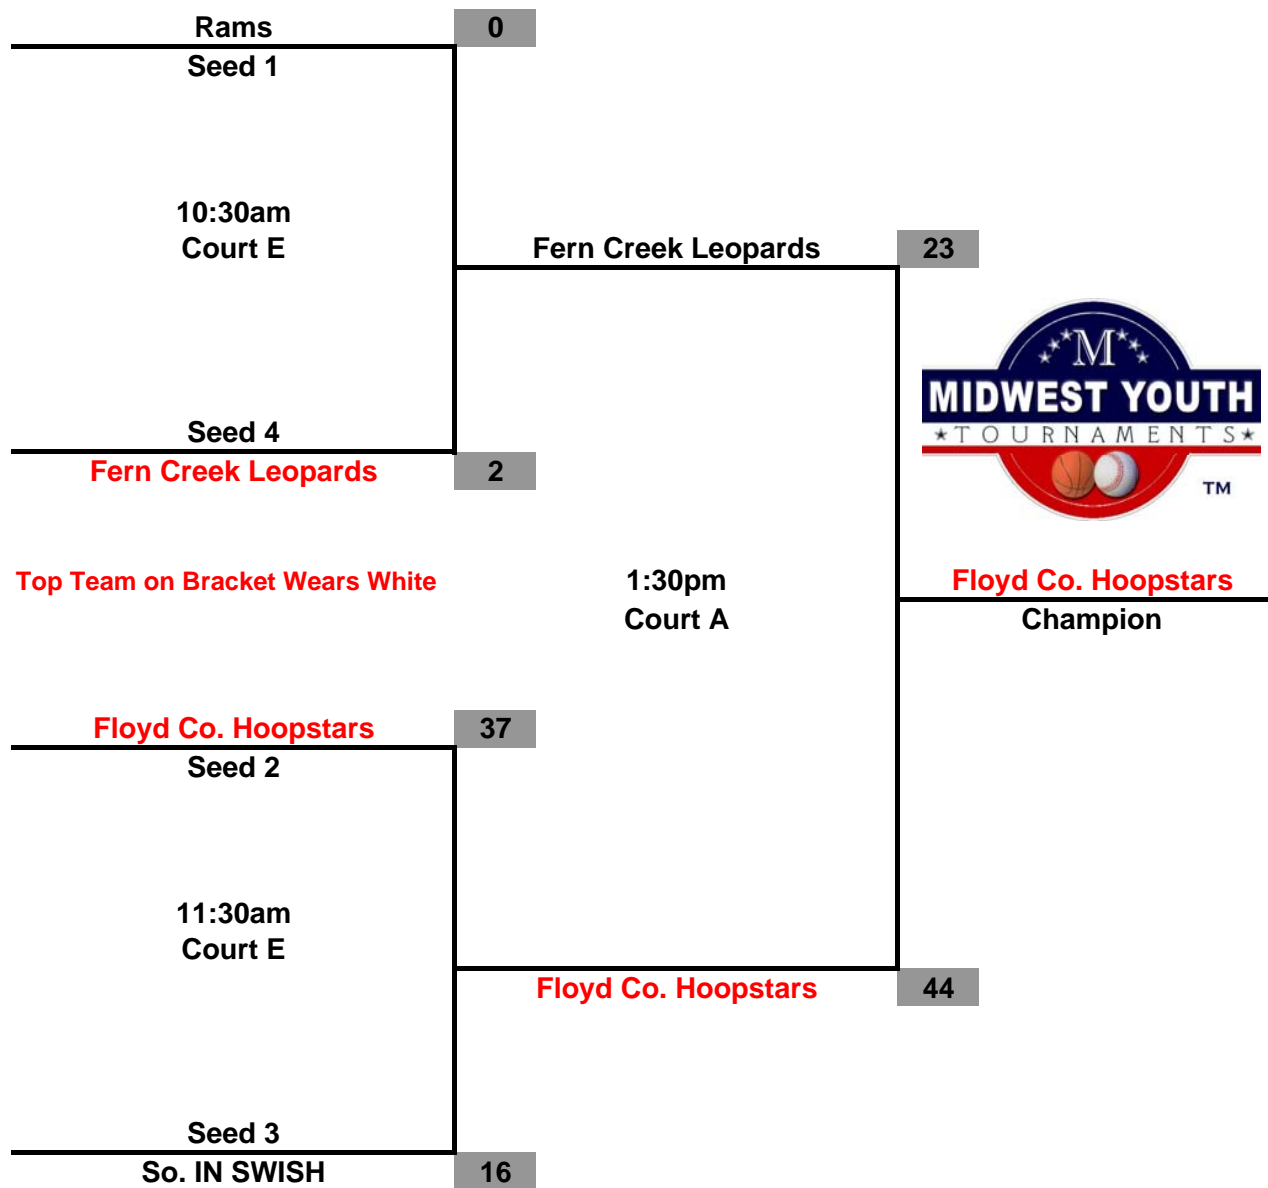 Rams 0
Seed 1
10:30am
Court E
Fern Creek Leopards 23
M
MIDWEST YOUTH
★TOURNAMENTS★
TM
Seed 4
Fern Creek Leopards 2
Top Team on Bracket Wears White
1:30pm
Court A
Floyd Co. Hoopstars
Champion
Floyd Co. Hoopstars 37
Seed 2
11:30am
Court E
Floyd Co. Hoopstars 44
Seed 3
So. IN SWISH 16